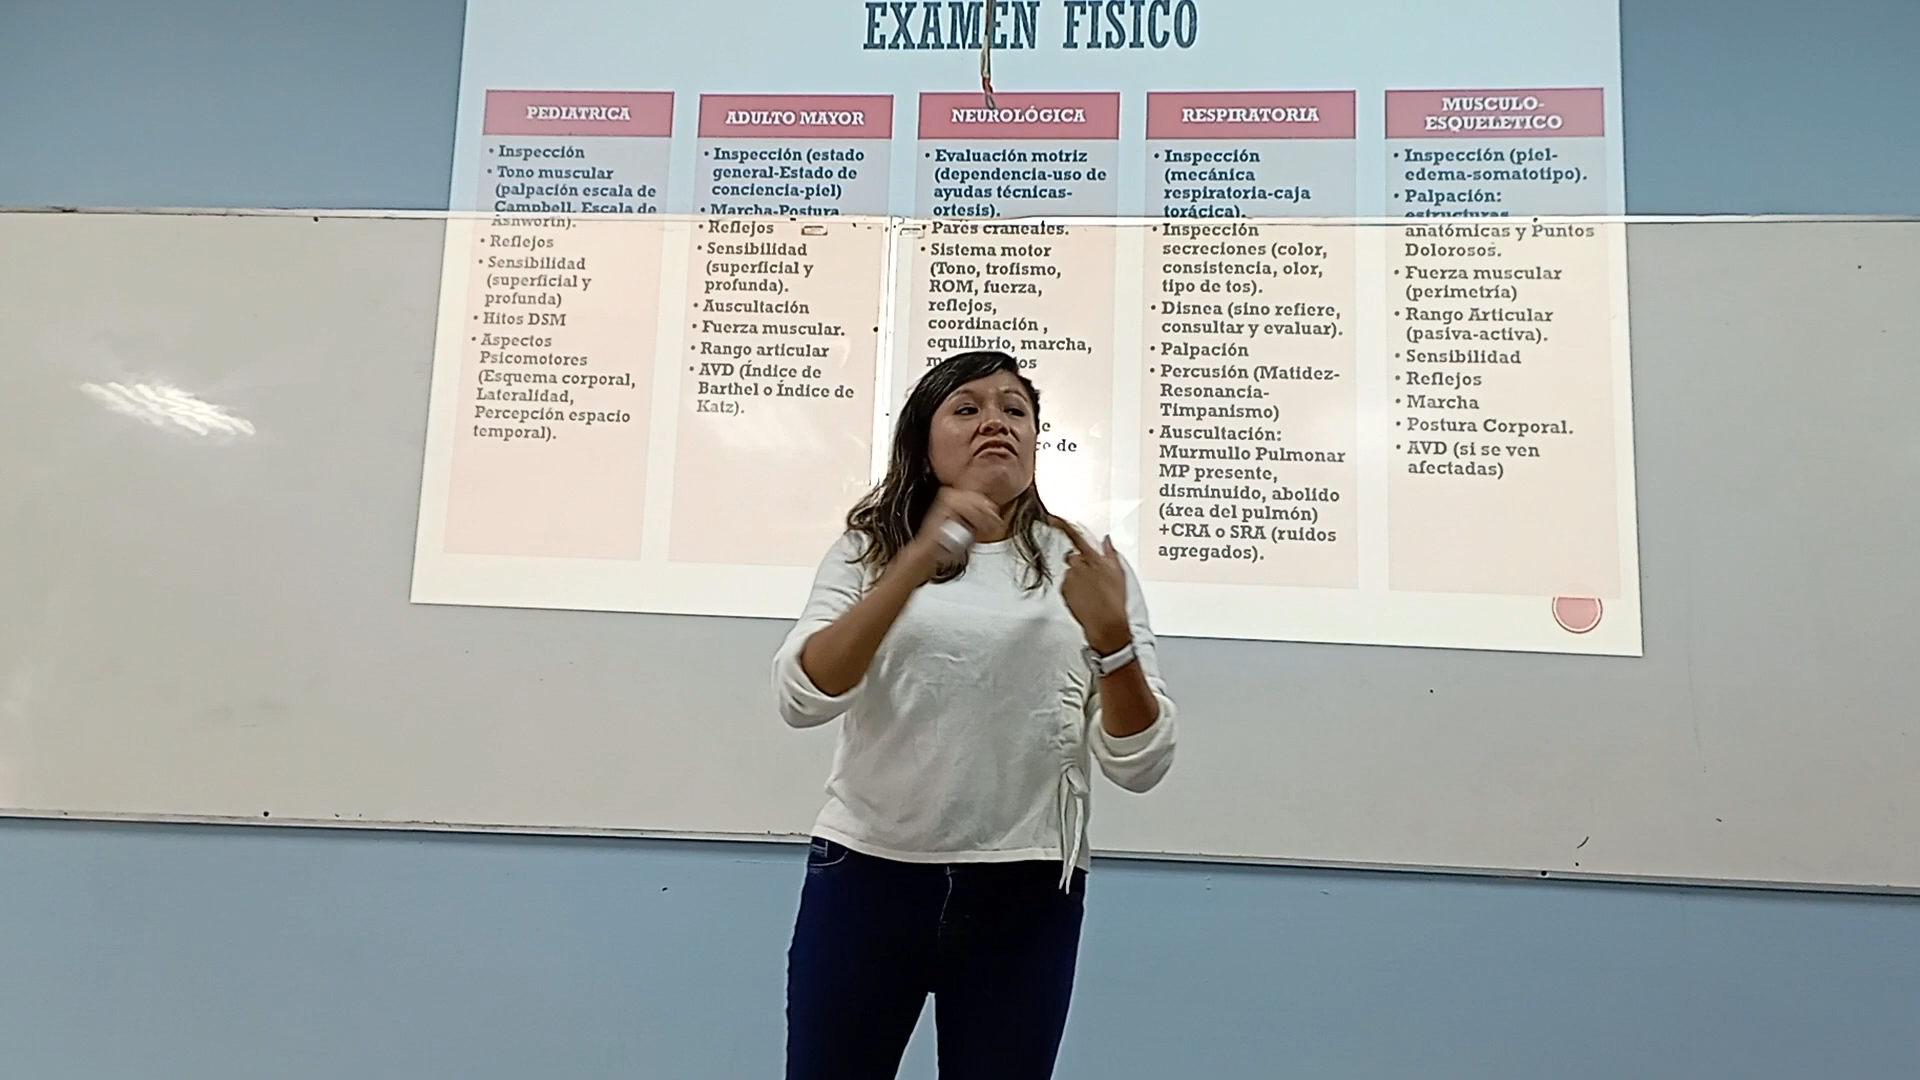 EXAMEN FISICO
PEDIATRICA
• Inspección
• Tono muscular
(palpación escala de
Campbell. Escala de
Ashworth).
• Reflejos
• Sensibilidad
(superficial y
profunda)
• Hitos DSM
• Aspectos
Psicomotores
(Esquema corporal,
Lateralidad,
Percepción espacio
temporal).
ADULTO MAYOR
• Inspección (estado
general-Estado de
conciencia-piel)
• Marcha-Postura.
• Reflejos
• Sensibilidad
(superficial y
profunda).
• Auscultación
• Fuerza muscular.
• Rango articular
• AVD (Índice de
Barthel o Índice de
Katz).
NEUROLÓGICA
• Evaluación motriz
(dependencia-uso de
ayudas técnicas-
ortesis).
• Pares craneales.
• Sistema motor
(Tono, trofismo,
ROM, fuerza,
reflejos,
coordinación ,
equilibrio, marcha,
de
RESPIRATORIA
• Inspección
(mecánica
respiratoria-caja
torácica).
• Inspección
secreciones (color,
consistencia, olor,
tipo de tos).
• Disnea (sino refiere,
consultar y evaluar).
• Palpación
• Percusión (Matidez-
Resonancia-
Timpanismo)
• Auscultación:
Murmullo Pulmonar
MP presente,
disminuido, abolido
(área del pulmón)
+CRA o SRA (ruidos
agregados).
MUSCULO-
ESQUELETICO
• Inspección (piel-
edema-somatotipo).
• Palpación:
estructuras
anatómicas y Puntos
Dolorosos.
• Fuerza muscular
(perimetría)
• Rango Articular
(pasiva-activa).
• Sensibilidad
• Reflejos
• Marcha
• Postura Corporal.
• AVD (si se ven
afectadas)